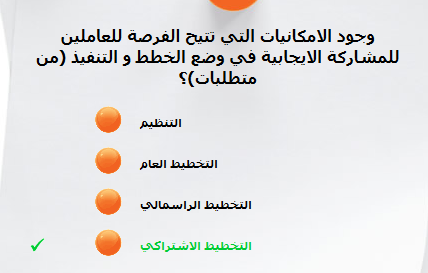 وجود الامكانيات التي تتيح الفرصة للعاملين
للمشاركة الايجابية في وضع الخطط و التنفيذ (من
متطلبات)؟
التنظيم
التخطيط العام
التخطيط الراسمالي
التخطيط الاشتراكي